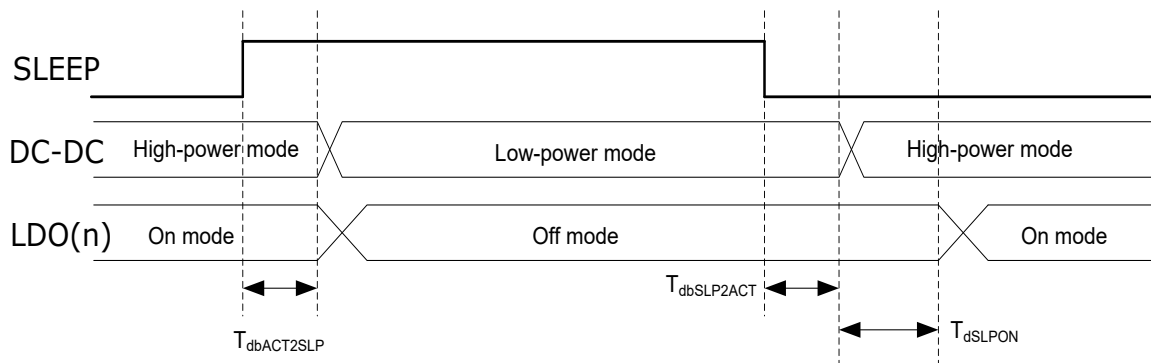 SLEEP
DC-DC High-power mode Low-power mode High-power mode
LDO(n) On mode Off mode On mode
TdbSLP2ACT
TdbACT2SLP TdSLPON